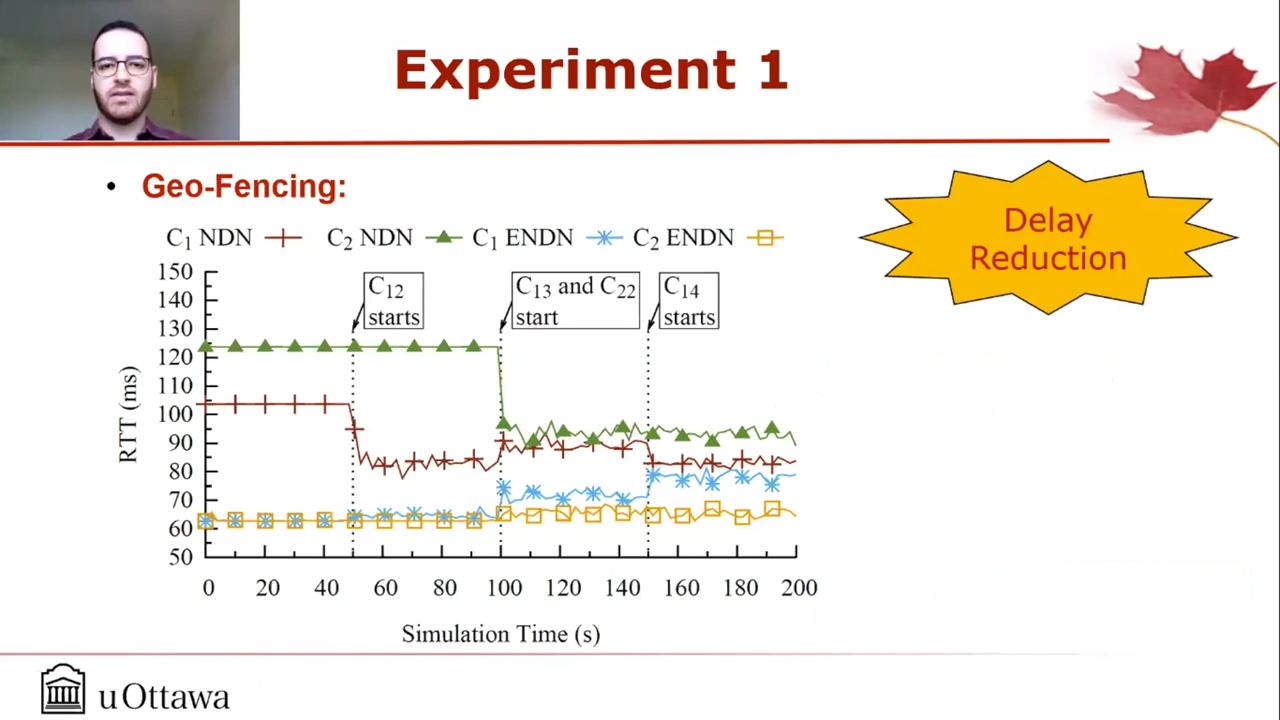 Experiment 1
• Geo-Fencing:
Delay
Reduction
C1 NDN C2 NDN C1 ENDN C2 ENDN
C12
starts
C13 and C22
start
C14
starts
150
140
130
120
110
100
90
80
70
60
50
RTT (ms)
0 20 40 60 80 100 120 140 160 180 200
Simulation Time (s)
uOttawa